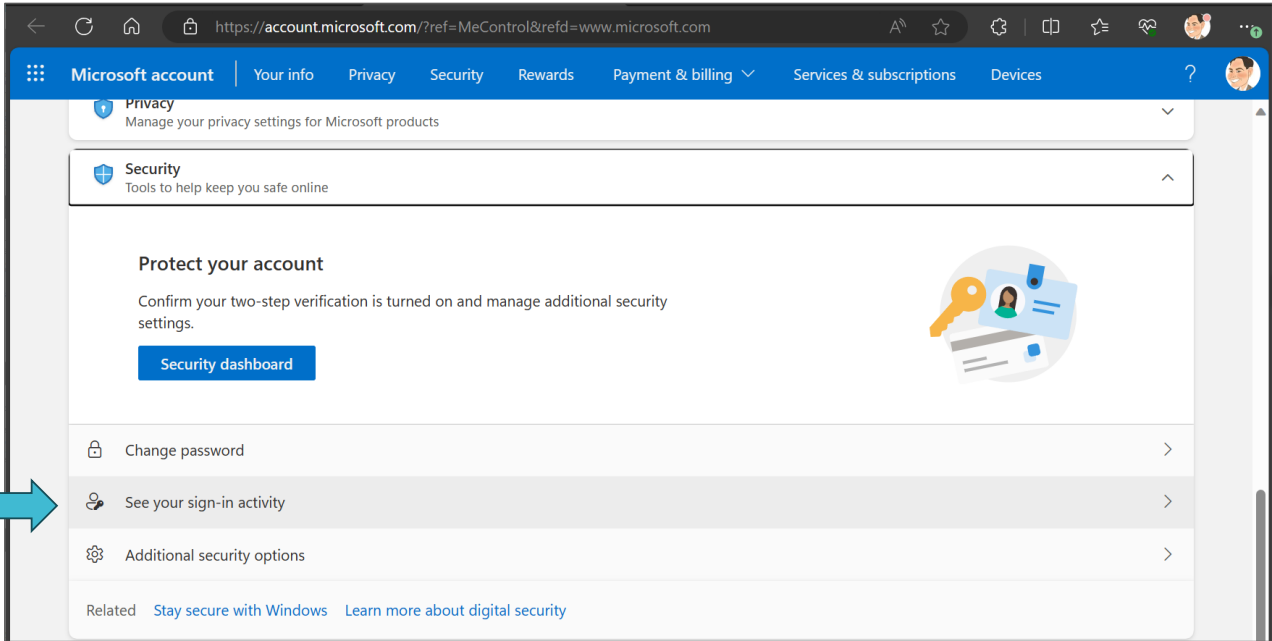 https://account.microsoft.com/?ref=MeControl&refd=www.microsoft.com
Microsoft account Your info Privacy Security Rewards Payment & billing Services & subscriptions Devices ?
Privacy
Manage your privacy settings for Microsoft products
Security
Tools to help keep you safe online
Protect your account
Confirm your two-step verification is turned on and manage additional security
settings.
Security dashboard
Change password
See your sign-in activity
Additional security options
Related Stay secure with Windows Learn more about digital security